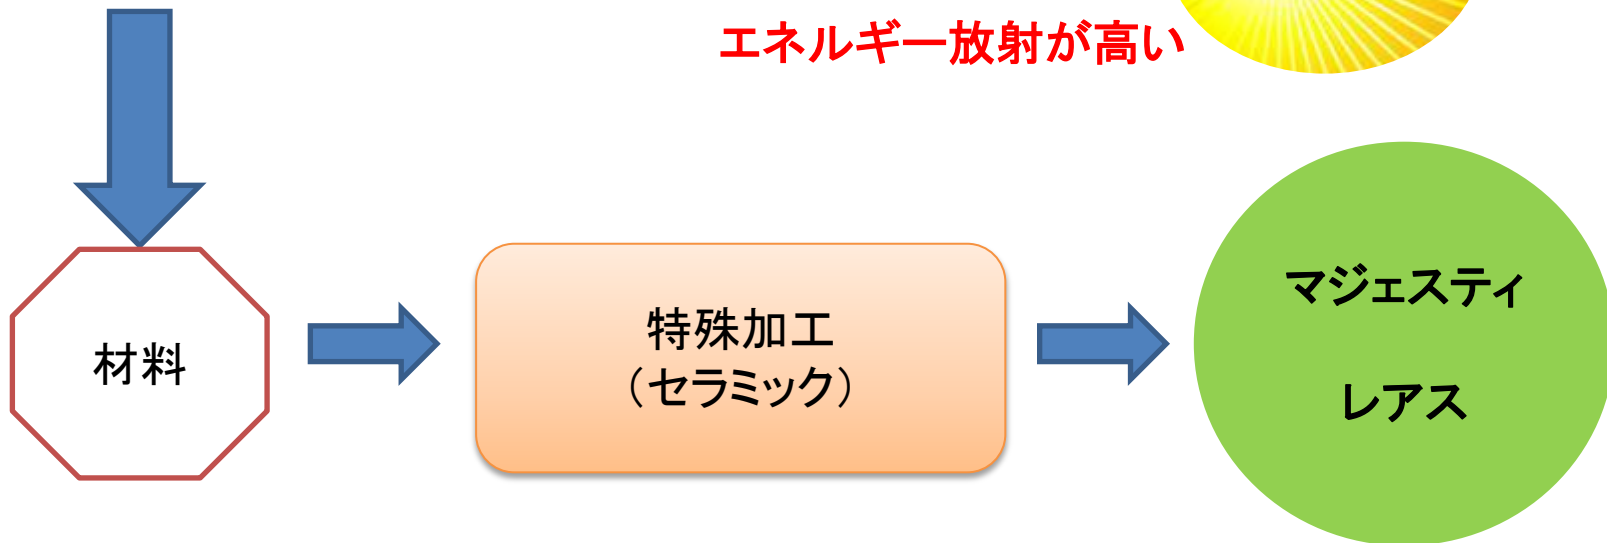 エネルギー放射が高い
材料
特殊加工
（セラミック）
マジェスティ
レアス